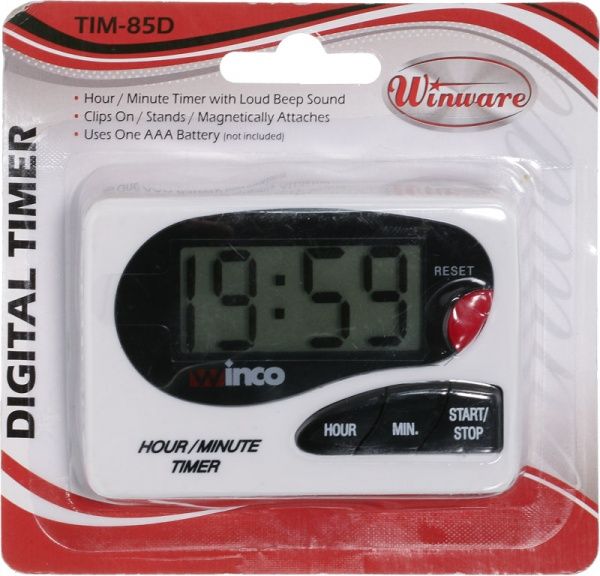 TIM-85D
• Hour / Minute Timer with Loud Beep Sound
• Clips On / Stands / Magnetically Attaches
• Uses One AAA Battery (not included)
Winware
DIGITAL TIMER
19:59
RESET
Winco
HOUR
MIN.
START/
STOP
HOUR/MINUTE
TIMER